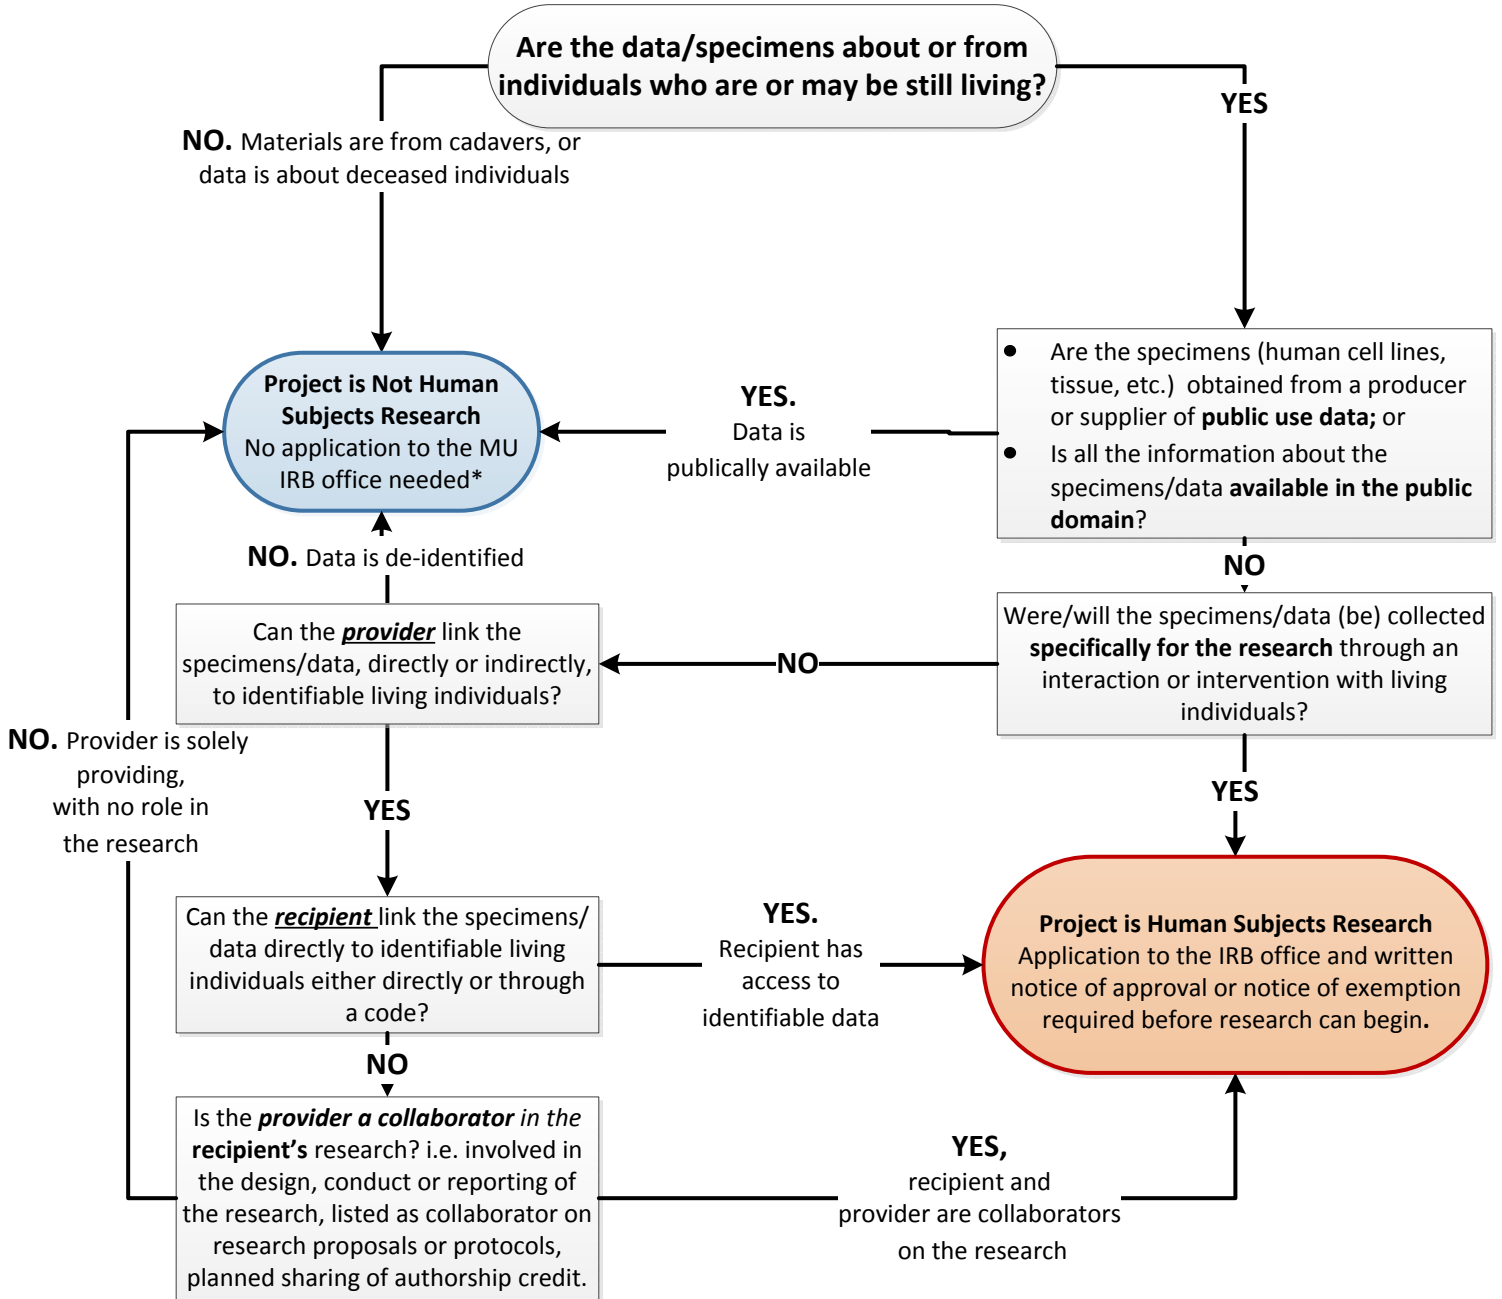 Are the data/specimens about or from
individuals who are or may be still living?
NO. Materials are from cadavers, or
data is about deceased individuals
YES
Project is Not Human
Subjects Research
No application to the MU
IRB office needed*
YES.
Data is
publically available
● Are the specimens (human cell lines,
tissue, etc.) obtained from a producer
or supplier of public use data; or
● Is all the information about the
specimens/data available in the public
domain?
NO. Data is de-identified
NO
Can the provider link the
specimens/data, directly or indirectly,
to identifiable living individuals?
NO
Were/will the specimens/data (be) collected
specifically for the research through an
interaction or intervention with living
individuals?
NO. Provider is solely
providing,
with no role in
the research
YES
YES
Can the recipient link the specimens/
data directly to identifiable living
individuals either directly or through
a code?
YES.
Recipient has
access to
identifiable data
Project is Human Subjects Research
Application to the IRB office and written
notice of approval or notice of exemption
required before research can begin.
NO
Is the provider a collaborator in the
recipient's research? i.e. involved in
the design, conduct or reporting of
the research, listed as collaborator on
research proposals or protocols,
planned sharing of authorship credit.
YES,
recipient and
provider are collaborators
on the research